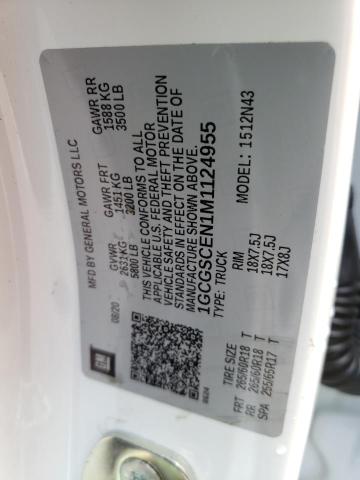 GM
MFD BY GENERAL MOTORS LLC
08/20 GVWR GAWR FRT GAWR RR
2631 KG 1451 KG 1588 KG
5800 LB 3200 LB 3500 LB
THIS VEHICLE CONFORMS TO ALL
APPLICABLE U.S. FEDERAL MOTOR
VEHICLE SAFETY AND THEFT PREVENTION
STANDARDS IN EFFECT ON THE DATE OF
MANUFACTURE SHOWN ABOVE.
1GCGSCEN1M1124955
TYPE: TRUCK MODEL: 1512N43
TIRE SIZE RIM
FRT 265/60R18 T 18X7.5J
RR 265/60R18 T 18X7.5J
SPA 255/65R17 T 17X8J